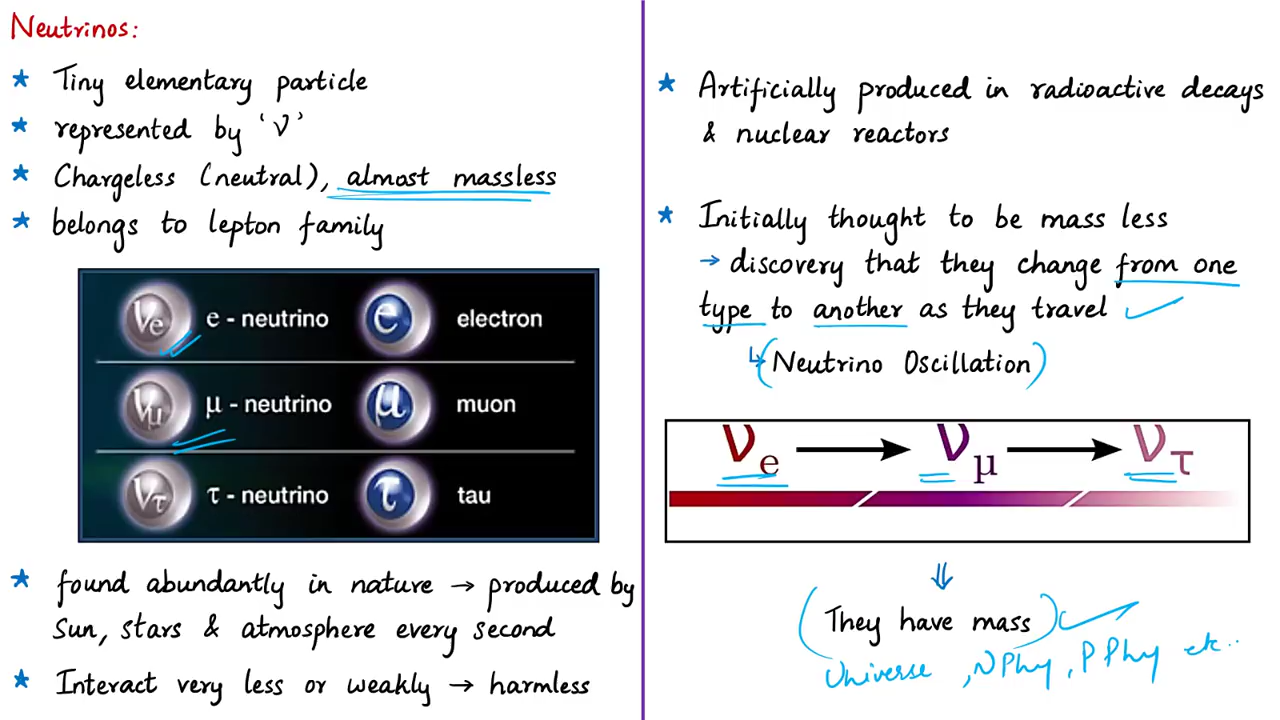 Neutrinos:
* Tiny elementary particle
* represented by 'ν'
* Chargeless (neutral), almost massless
* belongs to lepton family
νe e - neutrino e electron
νμ μ - neutrino μ muon
ντ τ - neutrino τ tau
* found abundantly in nature → produced by
Sun, stars & atmosphere every second
* Interact very less or weakly → harmless
* Artificially produced in radioactive decays
& nuclear reactors
* Initially thought to be mass less
→ discovery that they change from one
type to another as they travel
↳ (Neutrino Oscillation)
νe → νμ → ντ
⇓
(They have mass)
Universe, N Phy, P Phy etc..